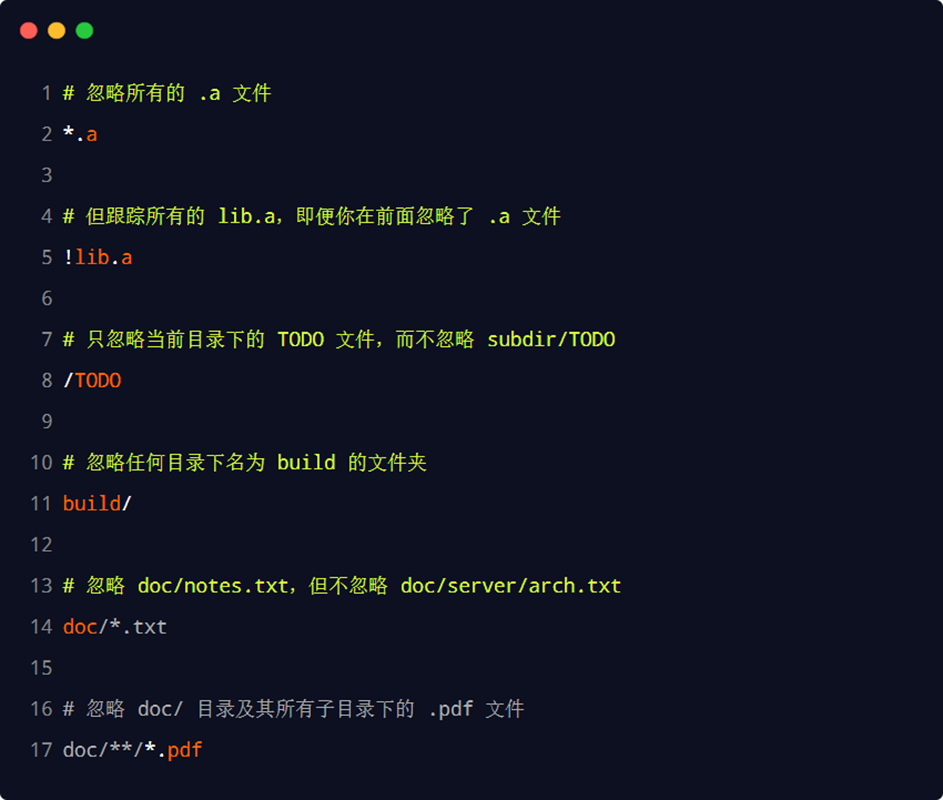 1 # 忽略所有的 .a 文件
2 *.a
3
4 # 但跟踪所有的 lib.a，即便你在前面忽略了 .a 文件
5 !lib.a
6
7 # 只忽略当前目录下的 TODO 文件，而不忽略 subdir/TODO
8 /TODO
9
10 # 忽略任何目录下名为 build 的文件夹
11 build/
12
13 # 忽略 doc/notes.txt，但不忽略 doc/server/arch.txt
14 doc/*.txt
15
16 # 忽略 doc/ 目录及其所有子目录下的 .pdf 文件
17 doc/**/*.pdf